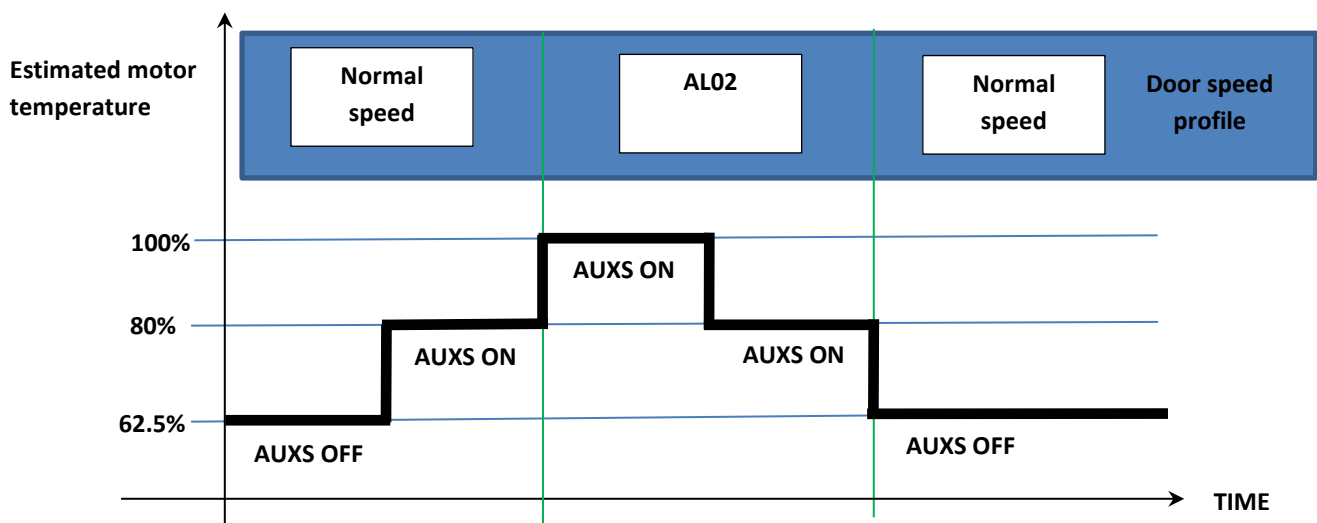 Estimated motor
temperature
Normal
speed
AL02
Normal
speed
Door speed
profile
100%
AUXS ON
80%
AUXS ON
AUXS ON
62.5%
AUXS OFF
AUXS OFF
TIME